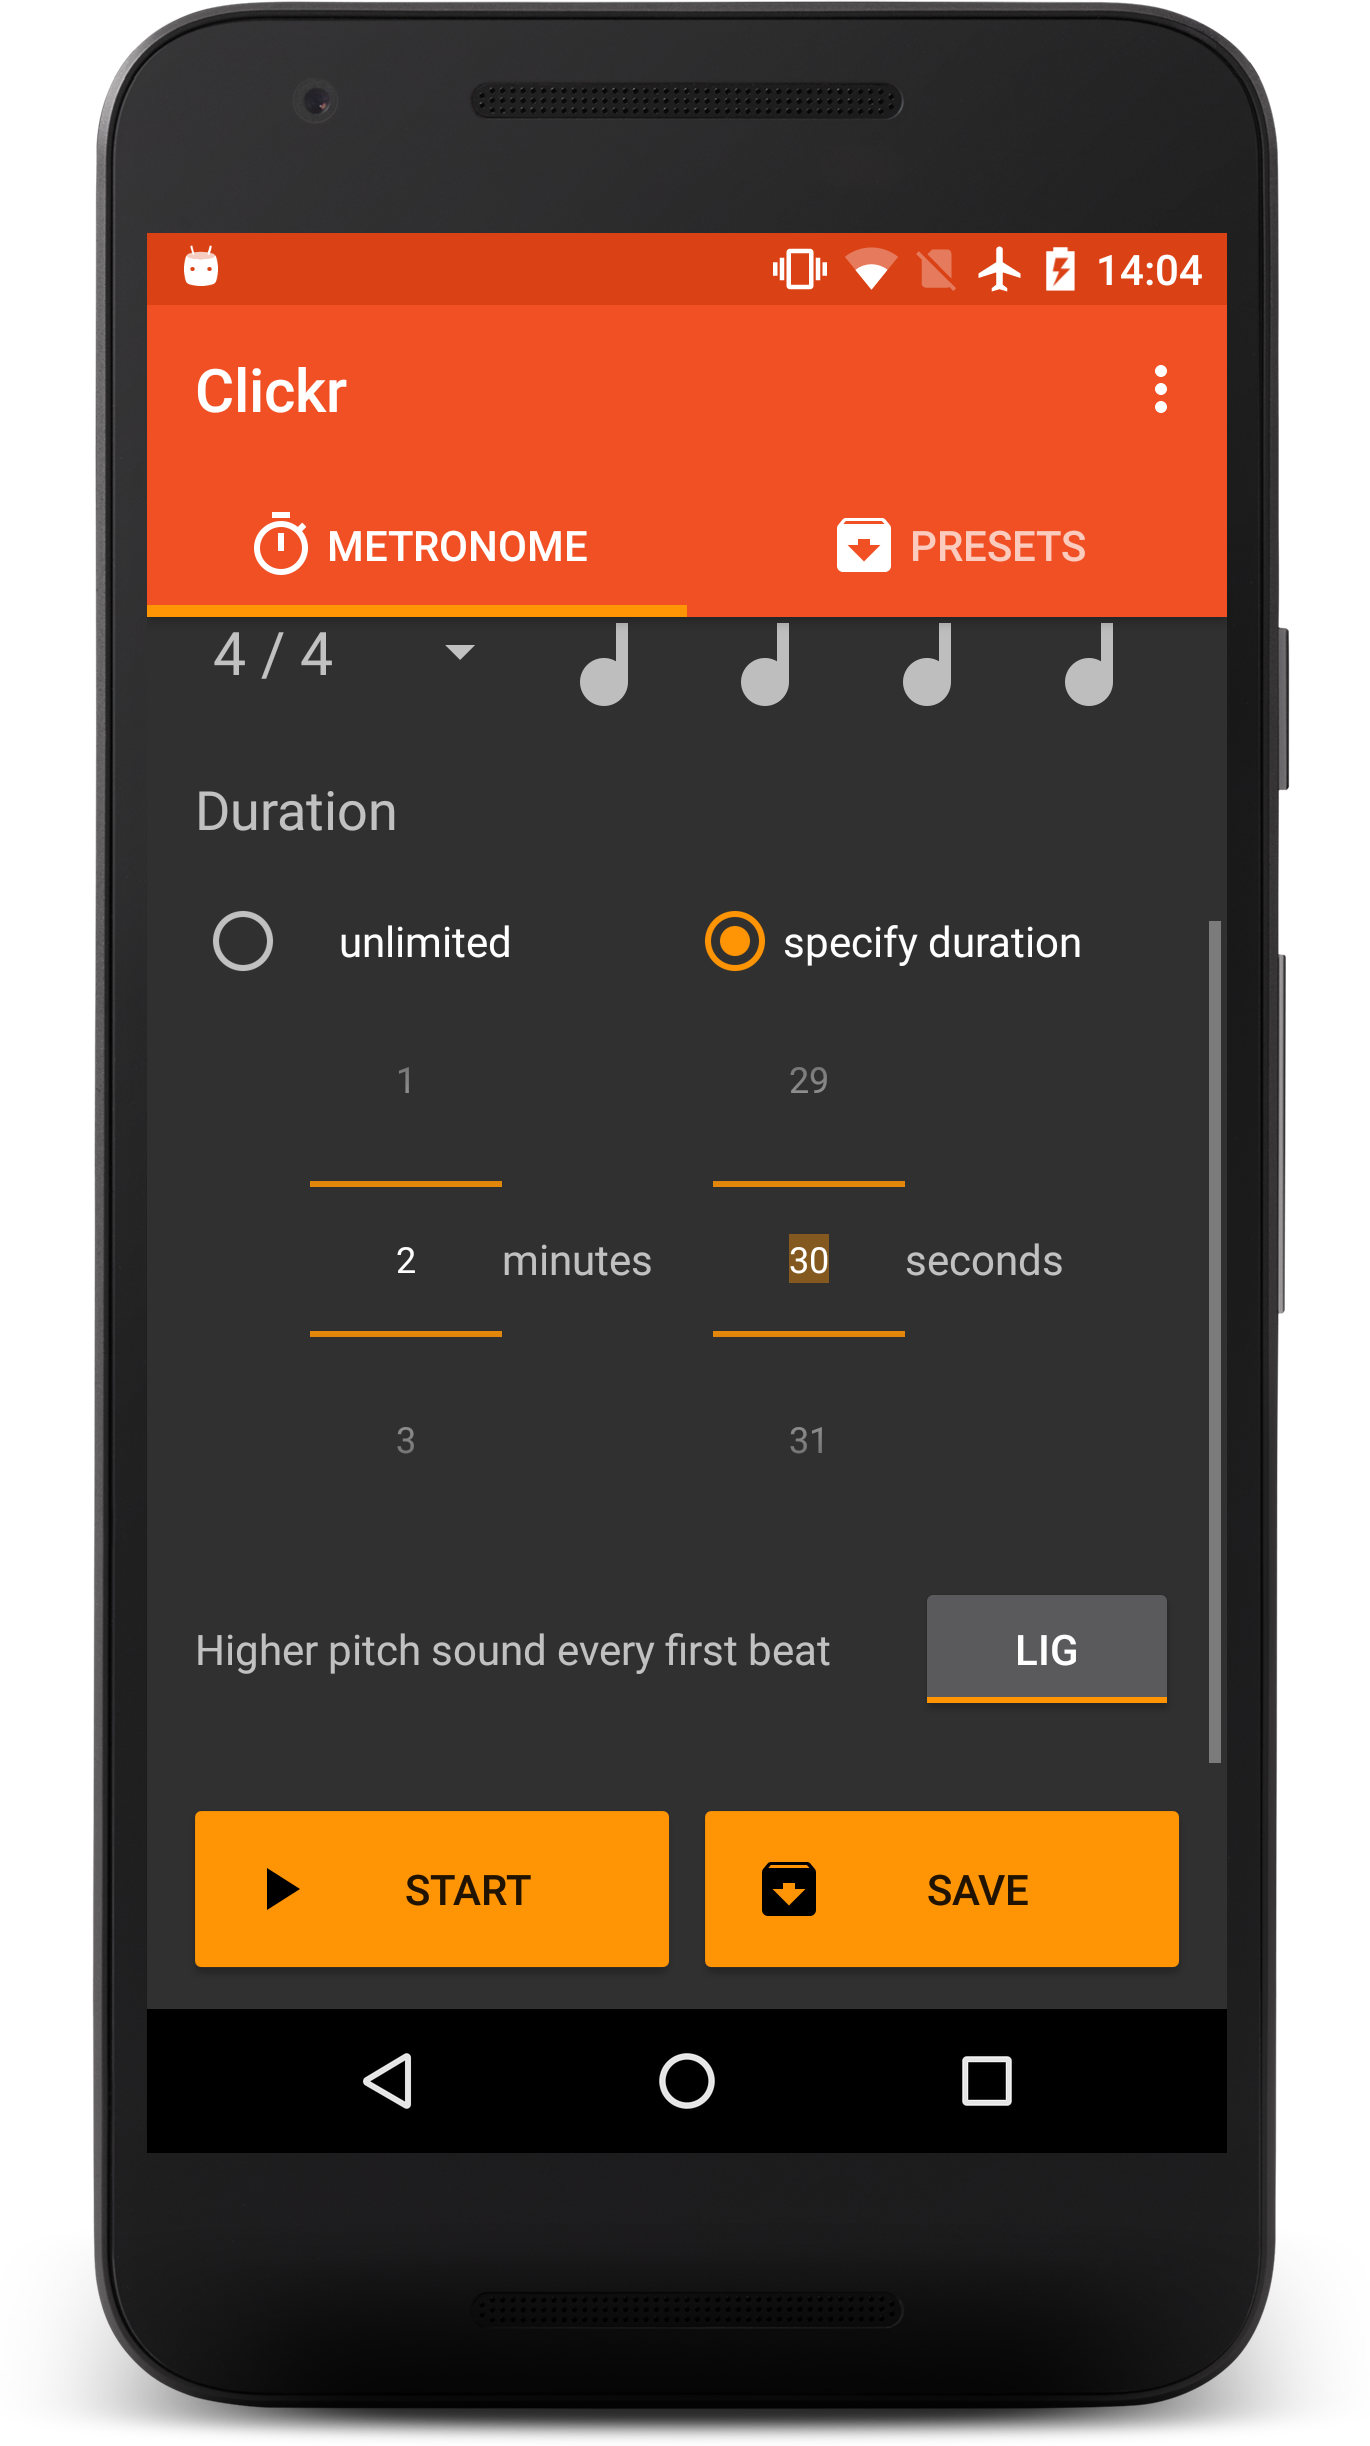 14:04
Clickr
METRONOME PRESETS
4 / 4
Duration
unlimited specify duration
1 29
2 minutes 30 seconds
3 31
Higher pitch sound every first beat LIG
START SAVE